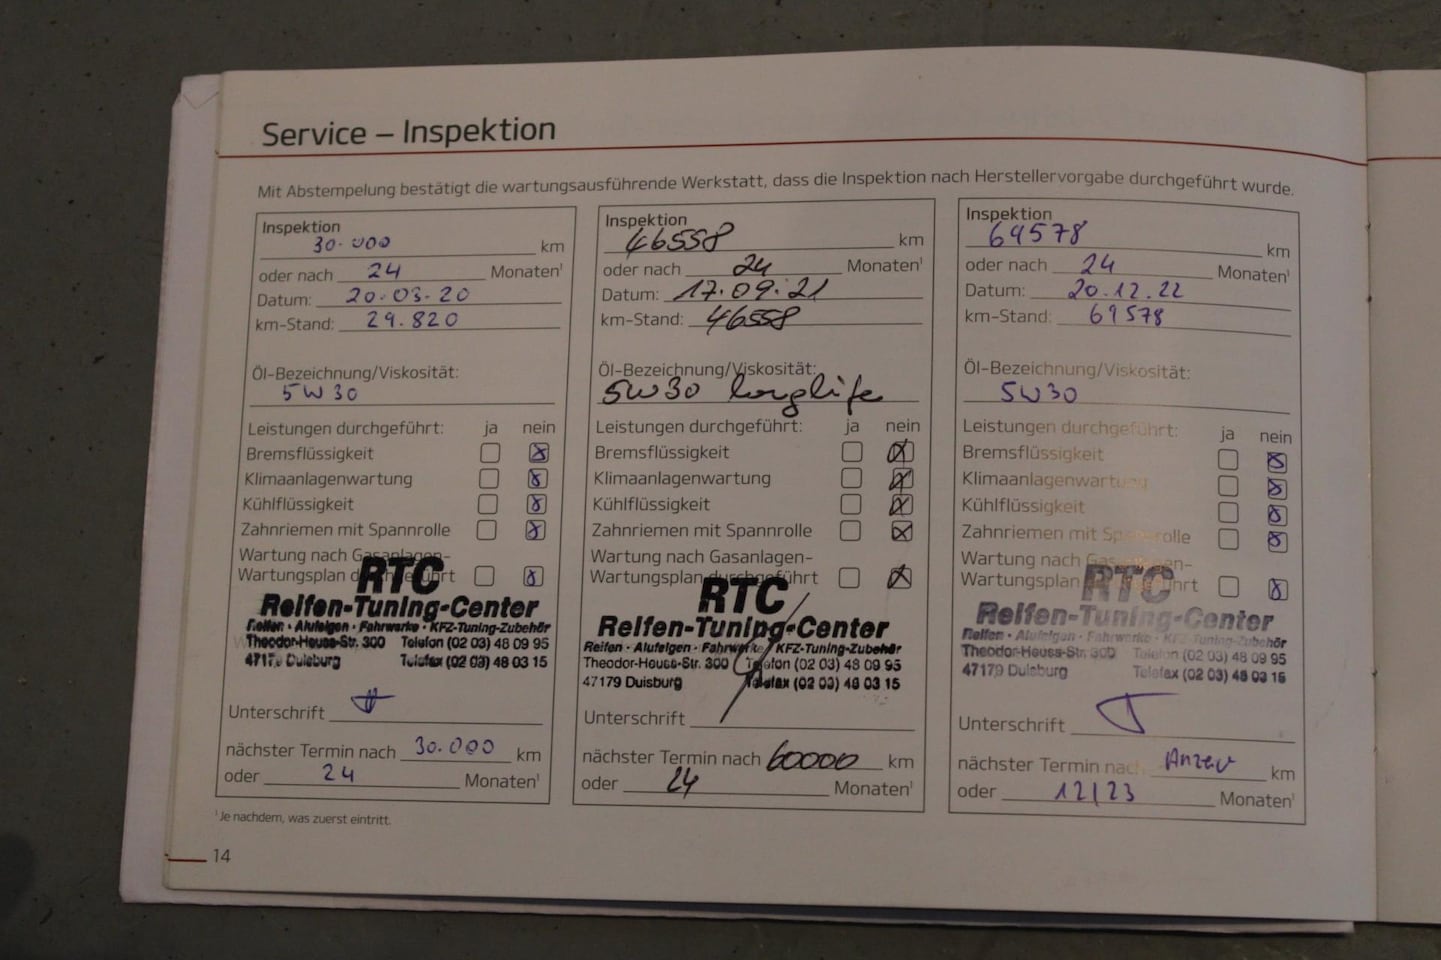 Service – Inspektion
Mit Abstempelung bestätigt die wartungsausführende Werkstatt, dass die Inspektion nach Herstellervorgabe durchgeführt wurde.
Inspektion
30.000 km
oder nach 24 Monaten¹
Datum: 20.03.20
km-Stand: 29.820
Öl-Bezeichnung/Viskosität:
5W30
Leistungen durchgeführt: ja nein
Bremsflüssigkeit
Klimaanlagenwartung
Kühlflüssigkeit
Zahnriemen mit Spannrolle
Wartung nach Gasanlagen-
Wartungsplan durchgeführt
RTC
Reifen-Tuning-Center
Reifen · Alufelgen · Fahrwerke · KFZ-Tuning-Zubehör
Theodor-Heuss-Str. 300 Telefon (02 03) 48 09 95
47179 Duisburg Telefax (02 03) 48 03 15
Unterschrift
nächster Termin nach 30.000 km
oder 24 Monaten¹
Inspektion
46558 km
oder nach 24 Monaten¹
Datum: 17.09.21
km-Stand: 46558
Öl-Bezeichnung/Viskosität:
5W30 longlife
Leistungen durchgeführt: ja nein
Bremsflüssigkeit
Klimaanlagenwartung
Kühlflüssigkeit
Zahnriemen mit Spannrolle
Wartung nach Gasanlagen-
Wartungsplan durchgeführt
RTC
Reifen-Tuning-Center
Reifen · Alufelgen · Fahrwerke · KFZ-Tuning-Zubehör
Theodor-Heuss-Str. 300 Telefon (02 03) 48 09 95
47179 Duisburg Telefax (02 03) 48 03 15
Unterschrift
nächster Termin nach 60000 km
oder 24 Monaten¹
Inspektion
69578 km
oder nach 24 Monaten¹
Datum: 20.12.22
km-Stand: 69578
Öl-Bezeichnung/Viskosität:
5W30
Leistungen durchgeführt: ja nein
Bremsflüssigkeit
Klimaanlagenwartung
Kühlflüssigkeit
Zahnriemen mit Spannrolle
Wartung nach Gasanlagen-
Wartungsplan durchgeführt
RTC
Reifen-Tuning-Center
Reifen · Alufelgen · Fahrwerke · KFZ-Tuning-Zubehör
Theodor-Heuss-Str. 300 Telefon (02 03) 48 09 95
47179 Duisburg Telefax (02 03) 48 03 15
Unterschrift
nächster Termin nach km
oder 12/23 Monaten¹
¹Je nachdem, was zuerst eintritt.
14